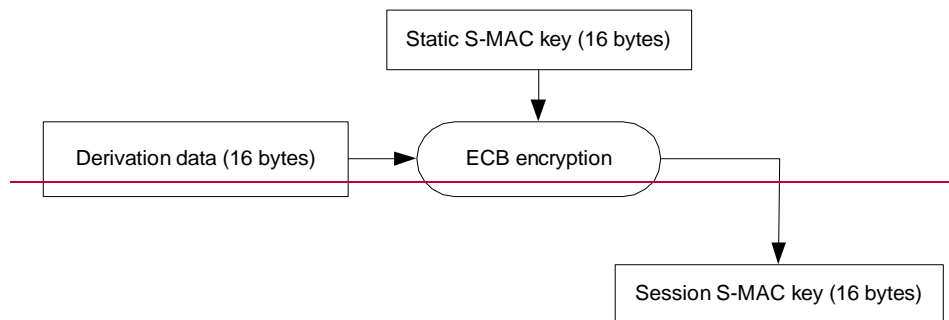 Static S-MAC key (16 bytes)
Derivation data (16 bytes)
ECB encryption
Session S-MAC key (16 bytes)